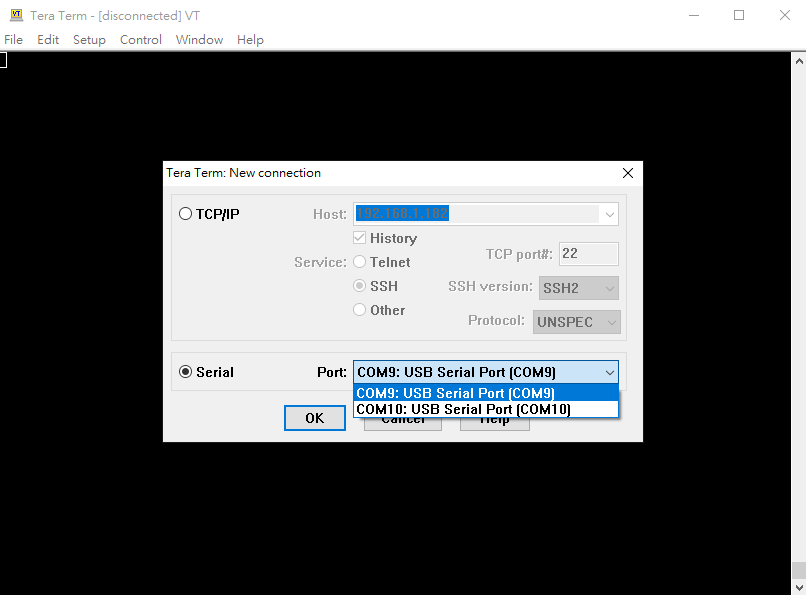 VT Tera Term - [disconnected] VT
File Edit Setup Control Window Help
Tera Term: New connection
TCP/IP Host: 192.168.1.182
History
Service: Telnet TCP port#: 22
SSH SSH version: SSH2
Other Protocol: UNSPEC
Serial Port: COM9: USB Serial Port (COM9)
COM9: USB Serial Port (COM9)
COM10: USB Serial Port (COM10)
OK Cancel Help